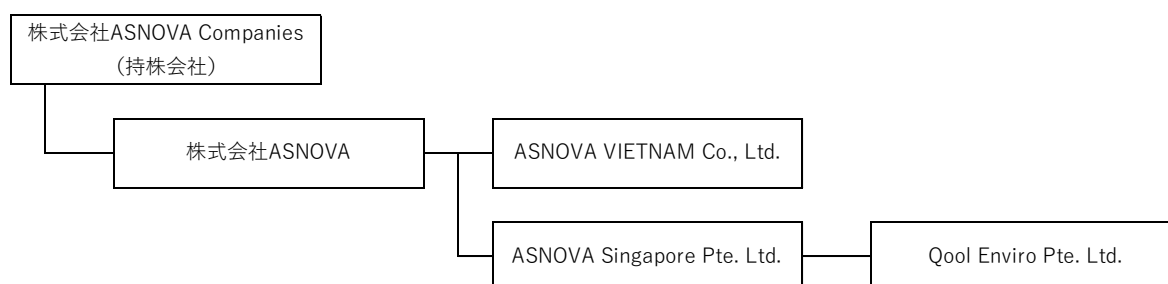 株式会社ASNOVA Companies
（持株会社）
株式会社ASNOVA
ASNOVA VIETNAM Co., Ltd.
ASNOVA Singapore Pte. Ltd.
Qool Enviro Pte. Ltd.